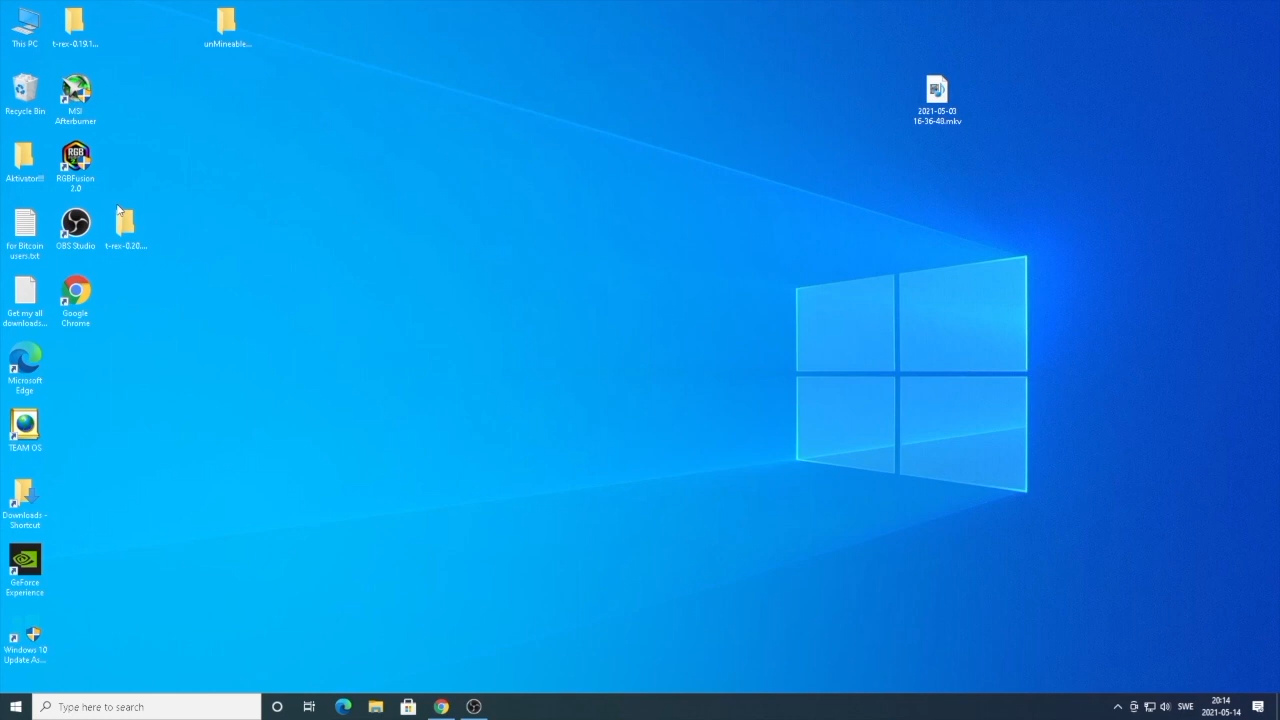 This PC
t-rex-0.19.1...
unMineable...
Recycle Bin
MSI
Afterburner
2021-05-03
16-36-48.mkv
Aktivator!!!
RGBFusion
2.0
RGB
for Bitcoin
users.txt
OBS Studio
t-rex-0.20....
Get my all
downloads...
Google
Chrome
Microsoft
Edge
TEAM OS
Downloads -
Shortcut
GeForce
Experience
Windows 10
Update As...
Type here to search
SWE
20:14
2021-05-14